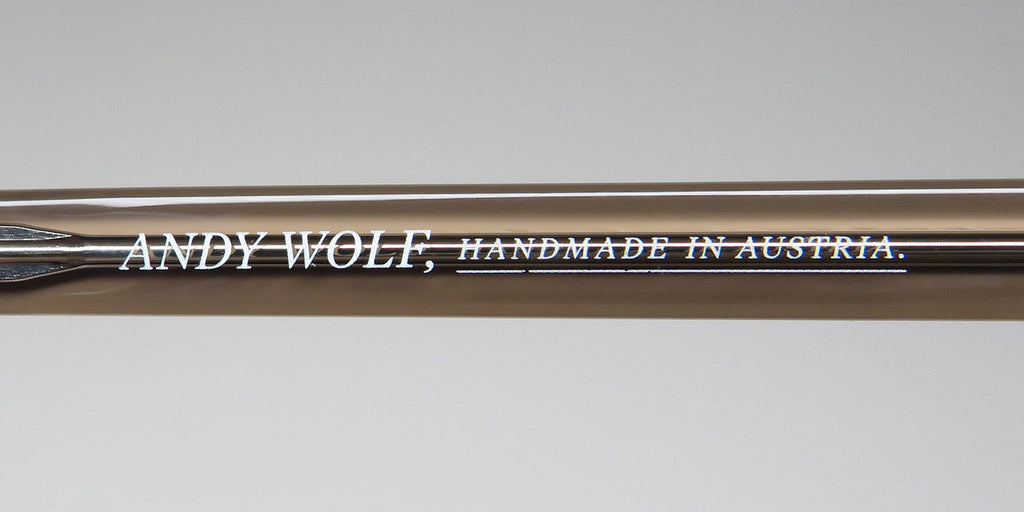 ANDY WOLF, HANDMADE IN AUSTRIA.